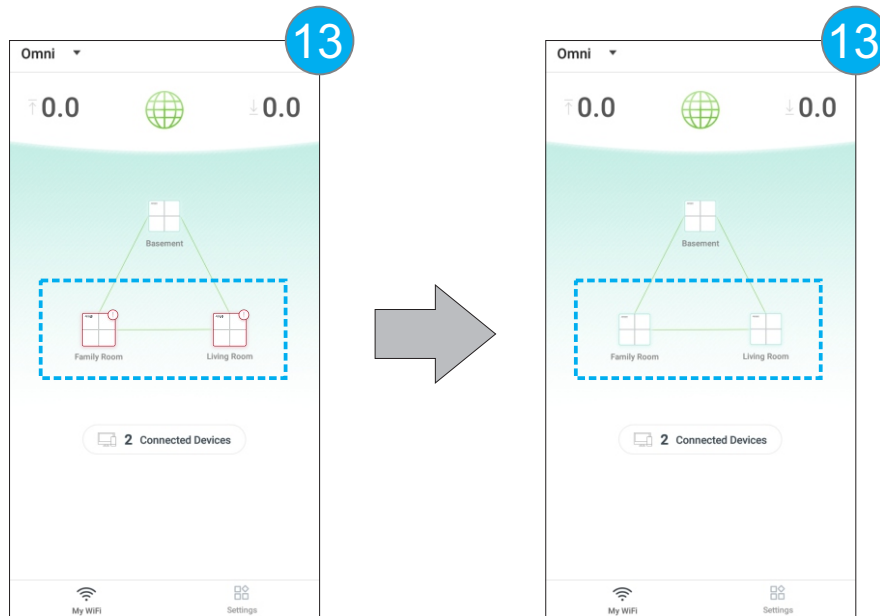 13
Omni
0.0
0.0
Basement
Family Room
Living Room
2 Connected Devices
My WiFi
Settings
13
Omni
0.0
0.0
Basement
Family Room
Living Room
2 Connected Devices
My WiFi
Settings